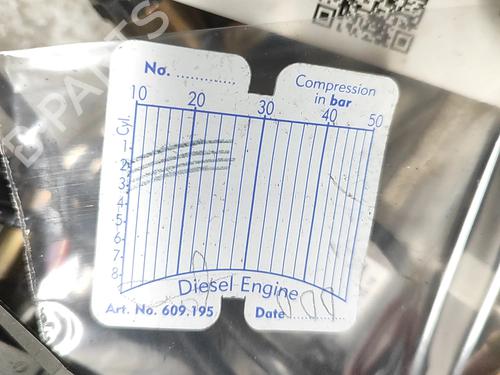 No. ..............
Compression
in bar
10 20 30 40 50
Cyl.
1
2
3
4
5
6
7
8
Diesel Engine
Art. No. 609.195
Date ..................
B-PARTS